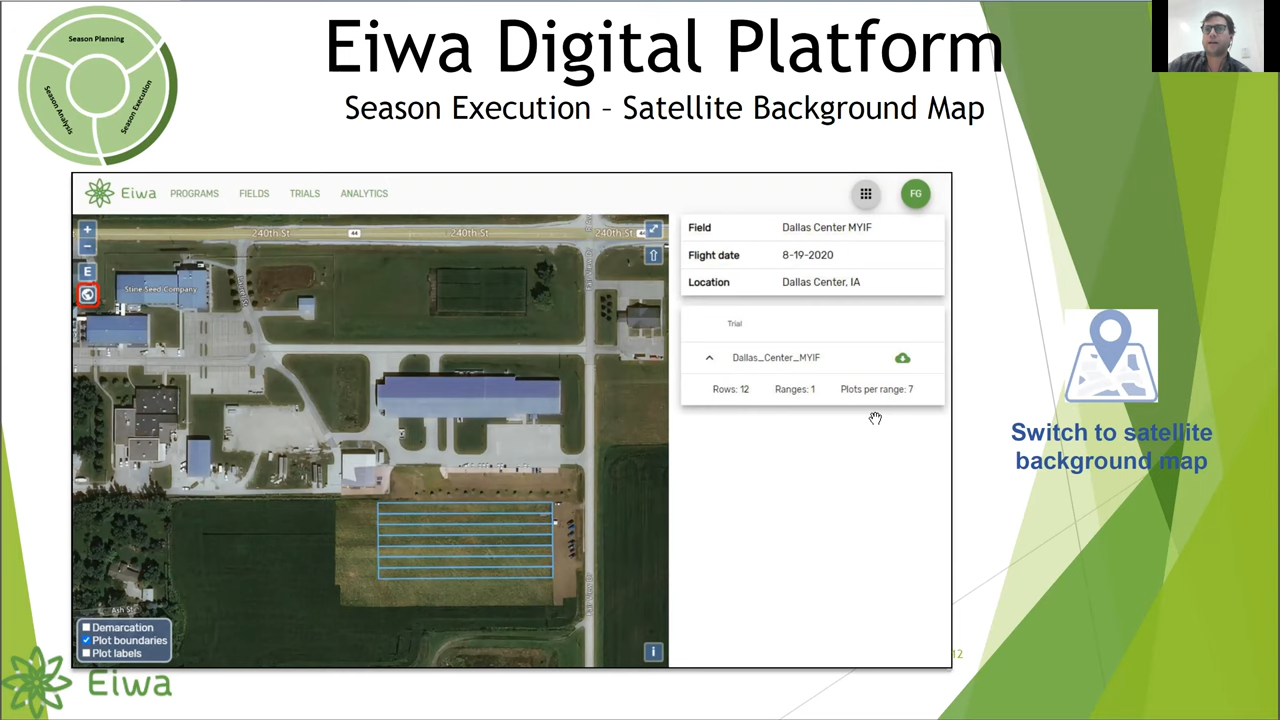 Season Planning
Season Execution
Season Analysis
Eiwa Digital Platform
Season Execution – Satellite Background Map
Eiwa
PROGRAMS
FIELDS
TRIALS
ANALYTICS
FG
+
−
E
240th St
44
240th St
240th St
Stine Seed Company
Ash St
Demarcation
Plot boundaries
Plot labels
i
Field Dallas Center MYIF
Flight date 8-19-2020
Location Dallas Center, IA
Trial
Dallas_Center_MYIF
Rows: 12 Ranges: 1 Plots per range: 7
Switch to satellite
background map
12
Eiwa